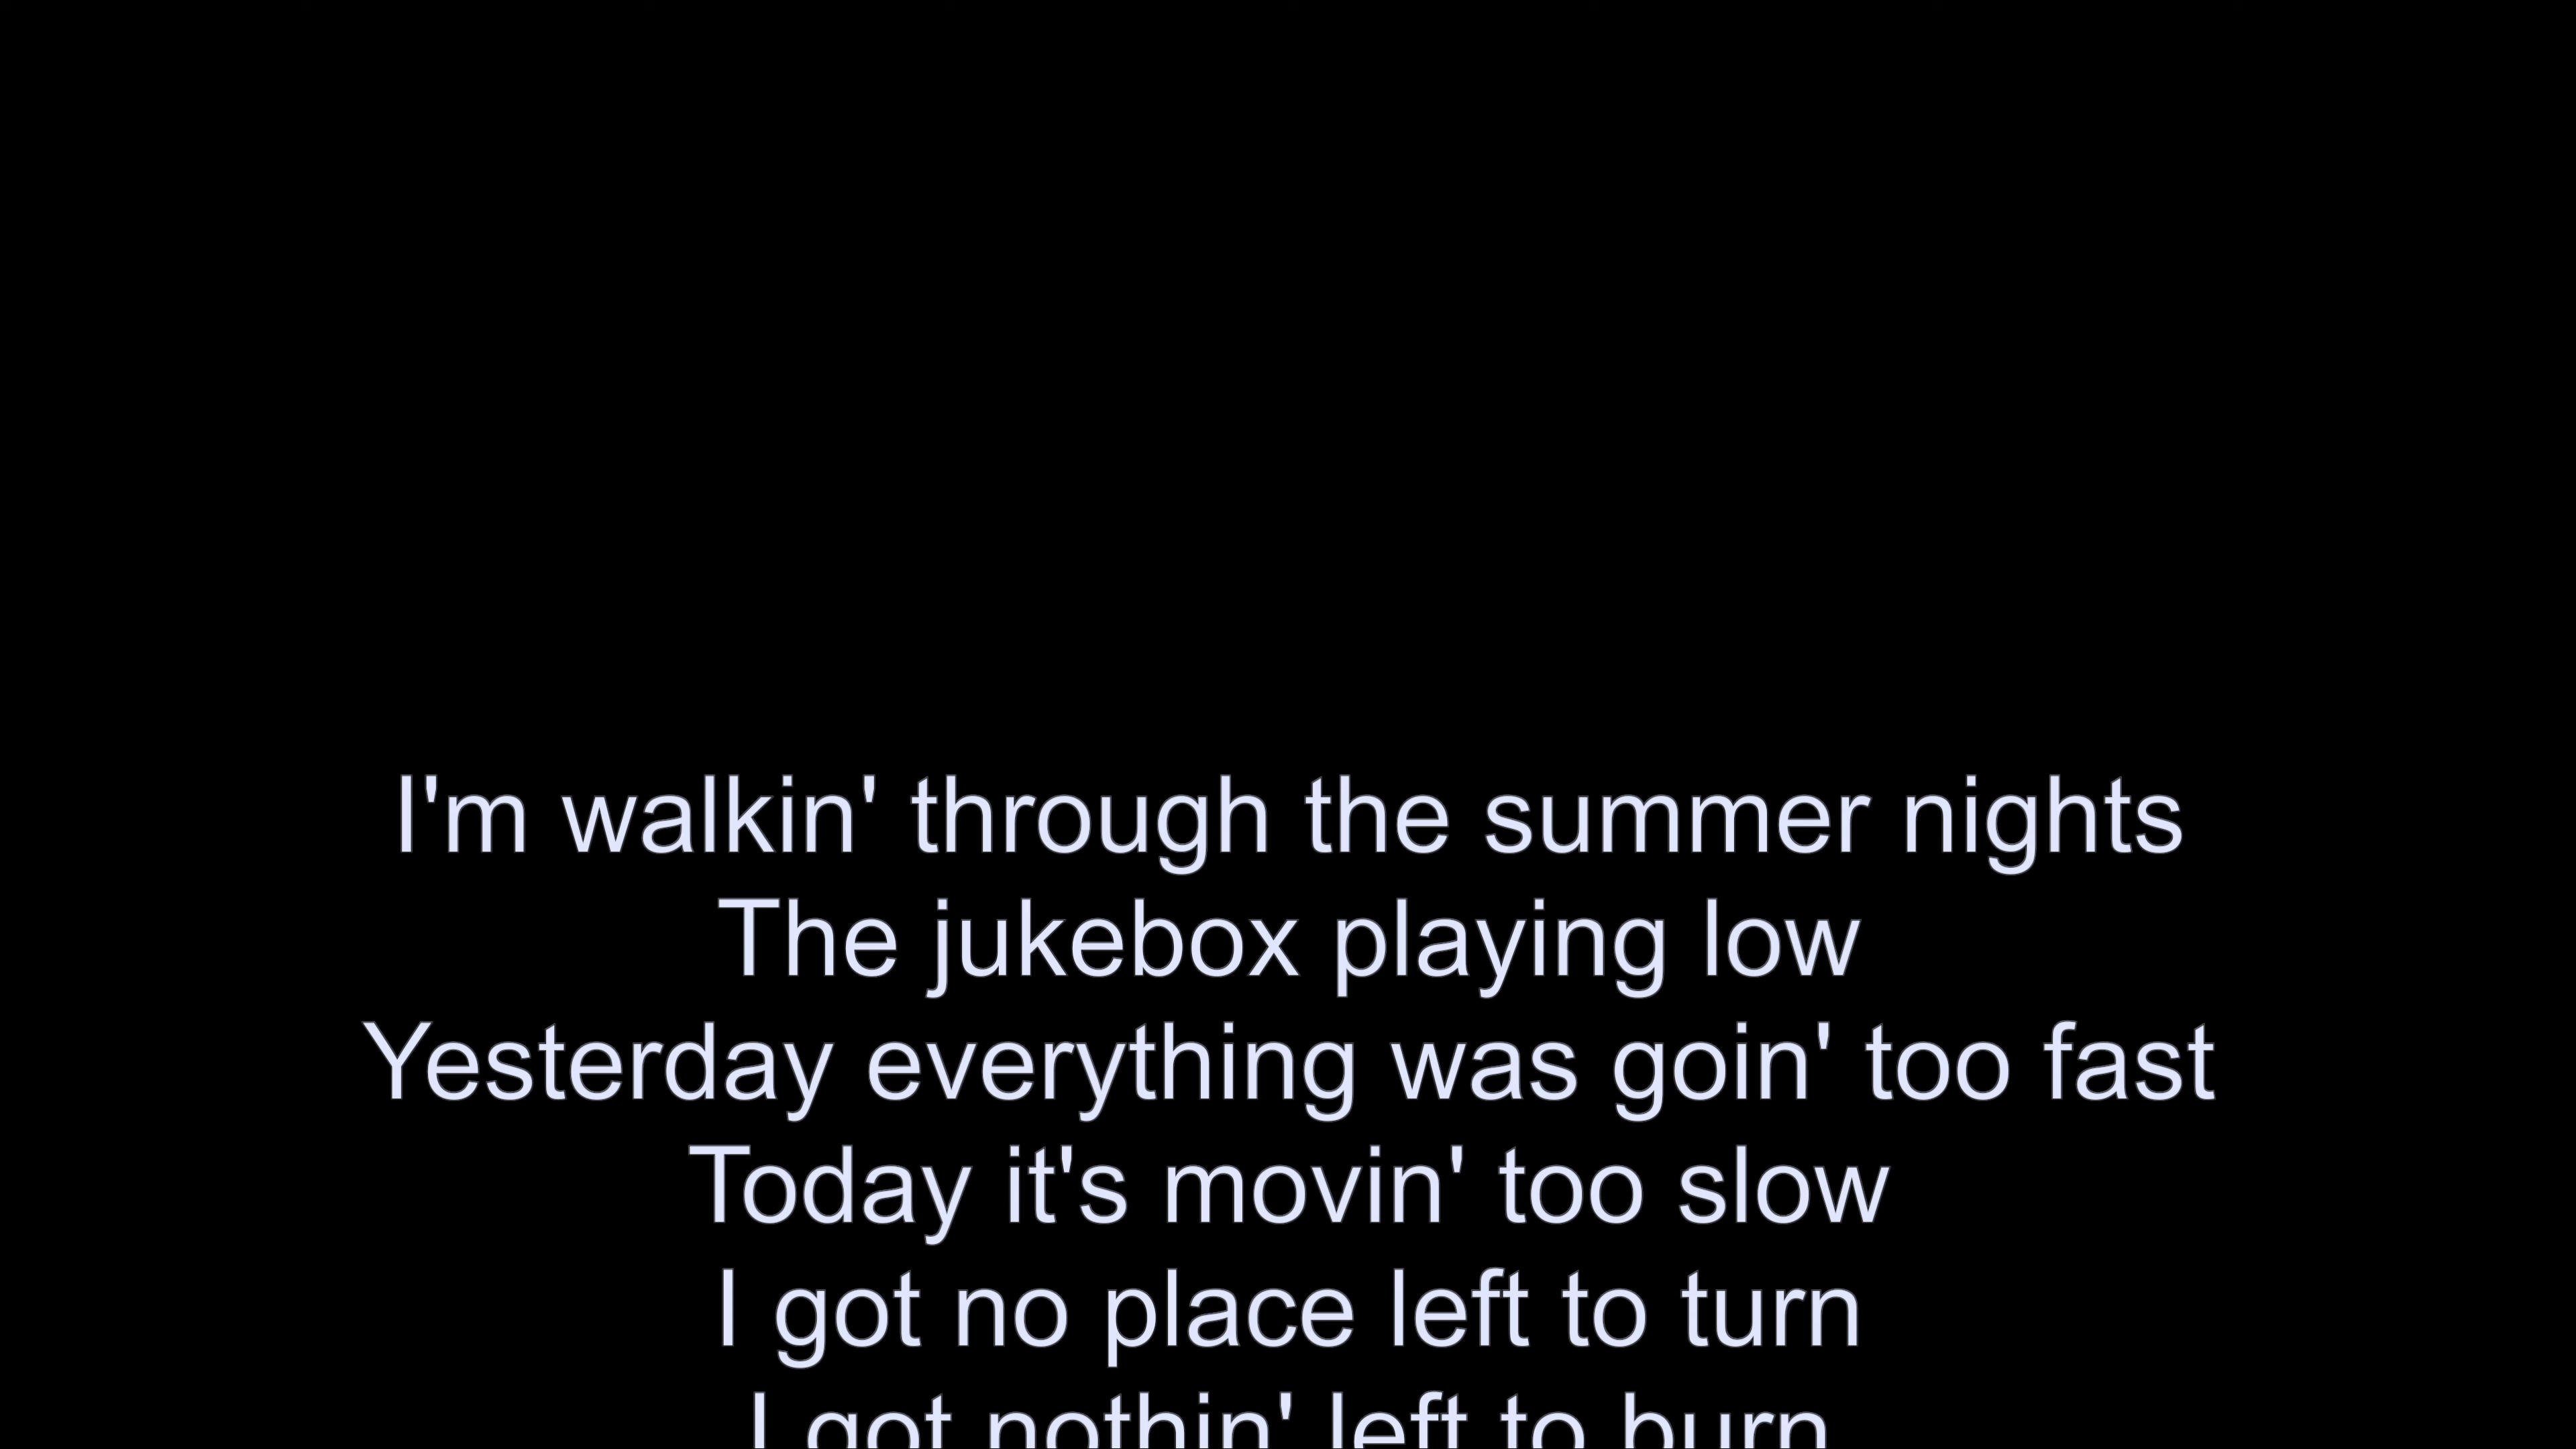 I'm walkin' through the summer nights
The jukebox playing low
Yesterday everything was goin' too fast
Today it's movin' too slow
I got no place left to turn
I got nothin' left to burn